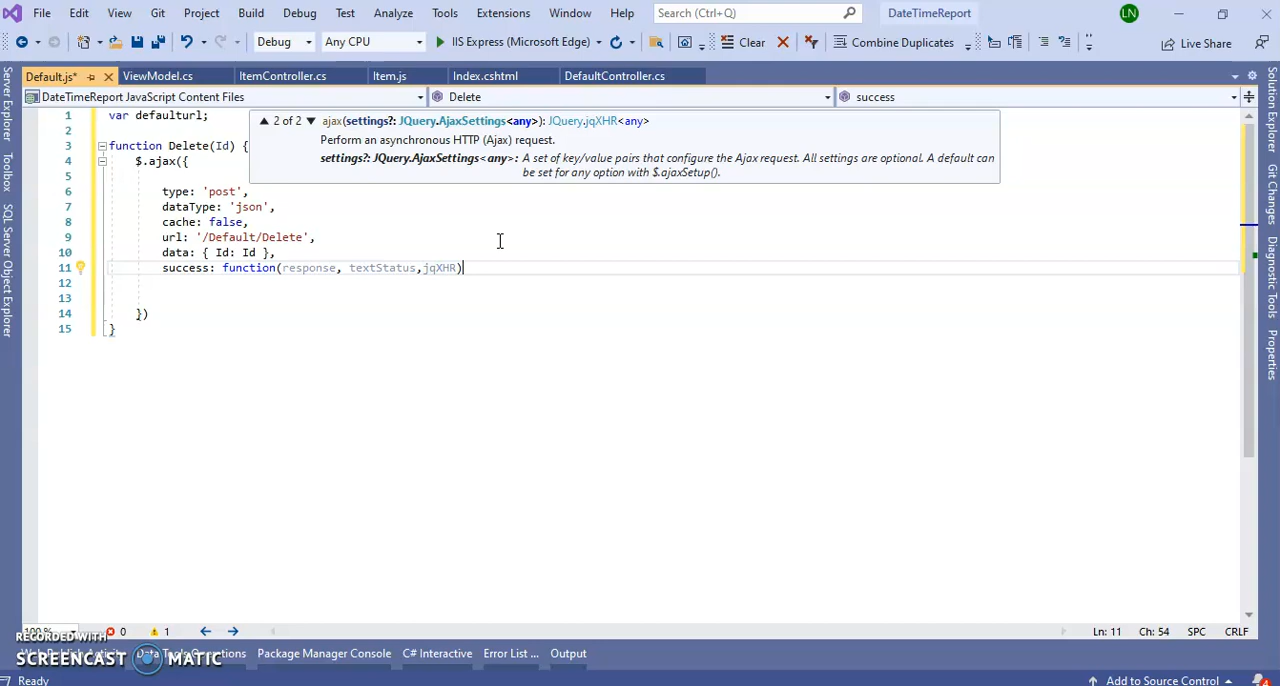 File Edit View Git Project Build Debug Test Analyze Tools Extensions Window Help Search (Ctrl+Q) DateTimeReport LN
Debug Any CPU IIS Express (Microsoft Edge) Clear Combine Duplicates Live Share
Default.js* ViewModel.cs ItemController.cs Item.js Index.cshtml DefaultController.cs
DateTimeReport JavaScript Content Files Delete success
Server Explorer
Toolbox
SQL Server Object Explorer
1 var defaulturl;
2
3 function Delete(Id) {
4 $.ajax({
5
6 type: 'post',
7 dataType: 'json',
8 cache: false,
9 url: '/Default/Delete',
10 data: { Id: Id },
11 success: function(response, textStatus,jqXHR)
12
13
14 })
15 }
2 of 2 ajax(settings?: JQuery.AjaxSettings<any>): JQuery.jqXHR<any>
Perform an asynchronous HTTP (Ajax) request.
settings?: JQuery.AjaxSettings<any>: A set of key/value pairs that configure the Ajax request. All settings are optional. A default can
be set for any option with $.ajaxSetup().
Solution Explorer
Git Changes
Diagnostic Tools
Properties
0 1 Ln: 11 Ch: 54 SPC CRLF
RECORDED WITH
SCREENCAST MATIC
Package Manager Console C# Interactive Error List ... Output
Ready Add to Source Control 4